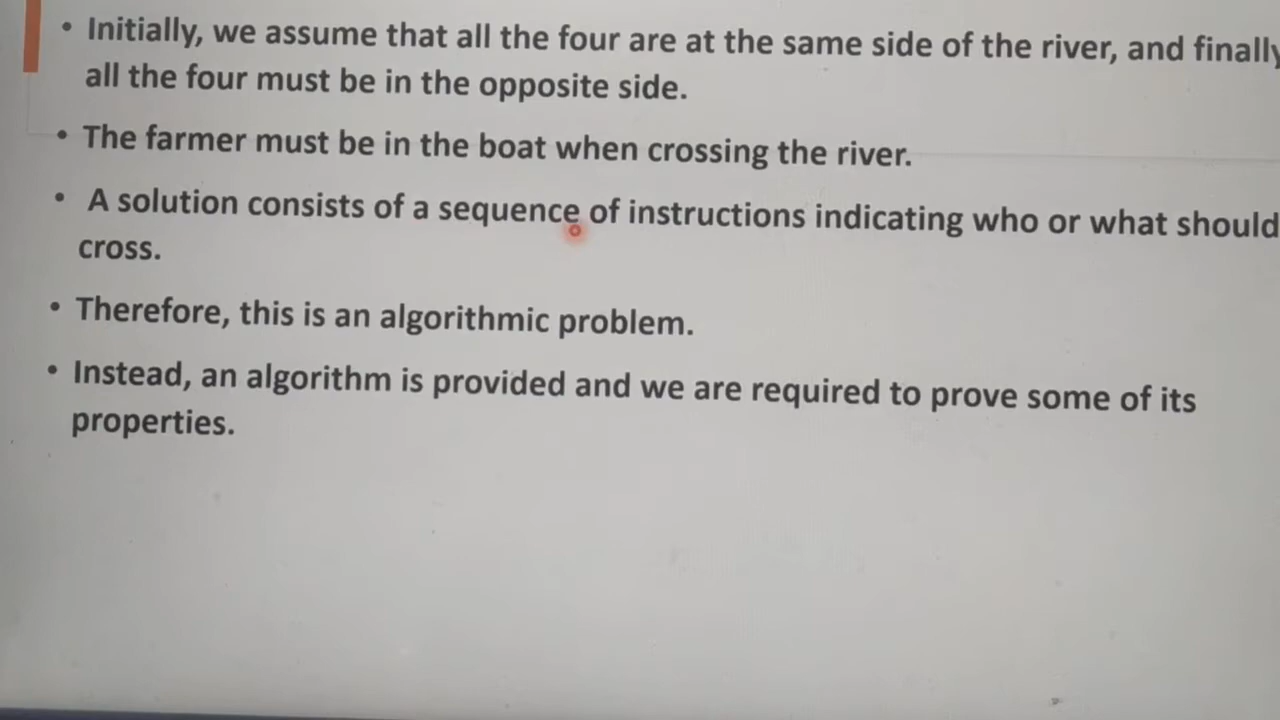 • Initially, we assume that all the four are at the same side of the river, and finally
all the four must be in the opposite side.
• The farmer must be in the boat when crossing the river.
• A solution consists of a sequence of instructions indicating who or what should
cross.
• Therefore, this is an algorithmic problem.
• Instead, an algorithm is provided and we are required to prove some of its
properties.